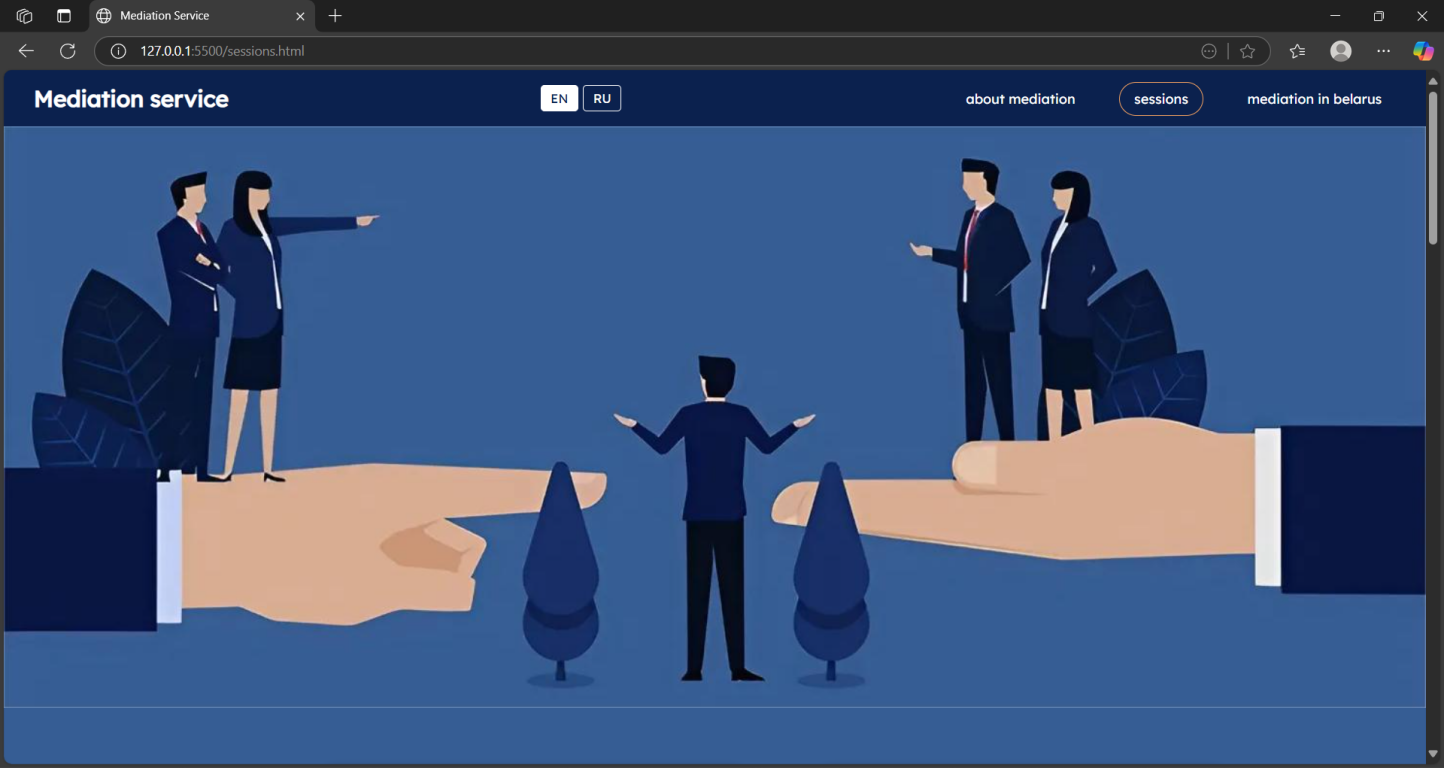 Mediation Service
127.0.0.1:5500/sessions.html
Mediation service
EN RU
about mediation sessions mediation in belarus